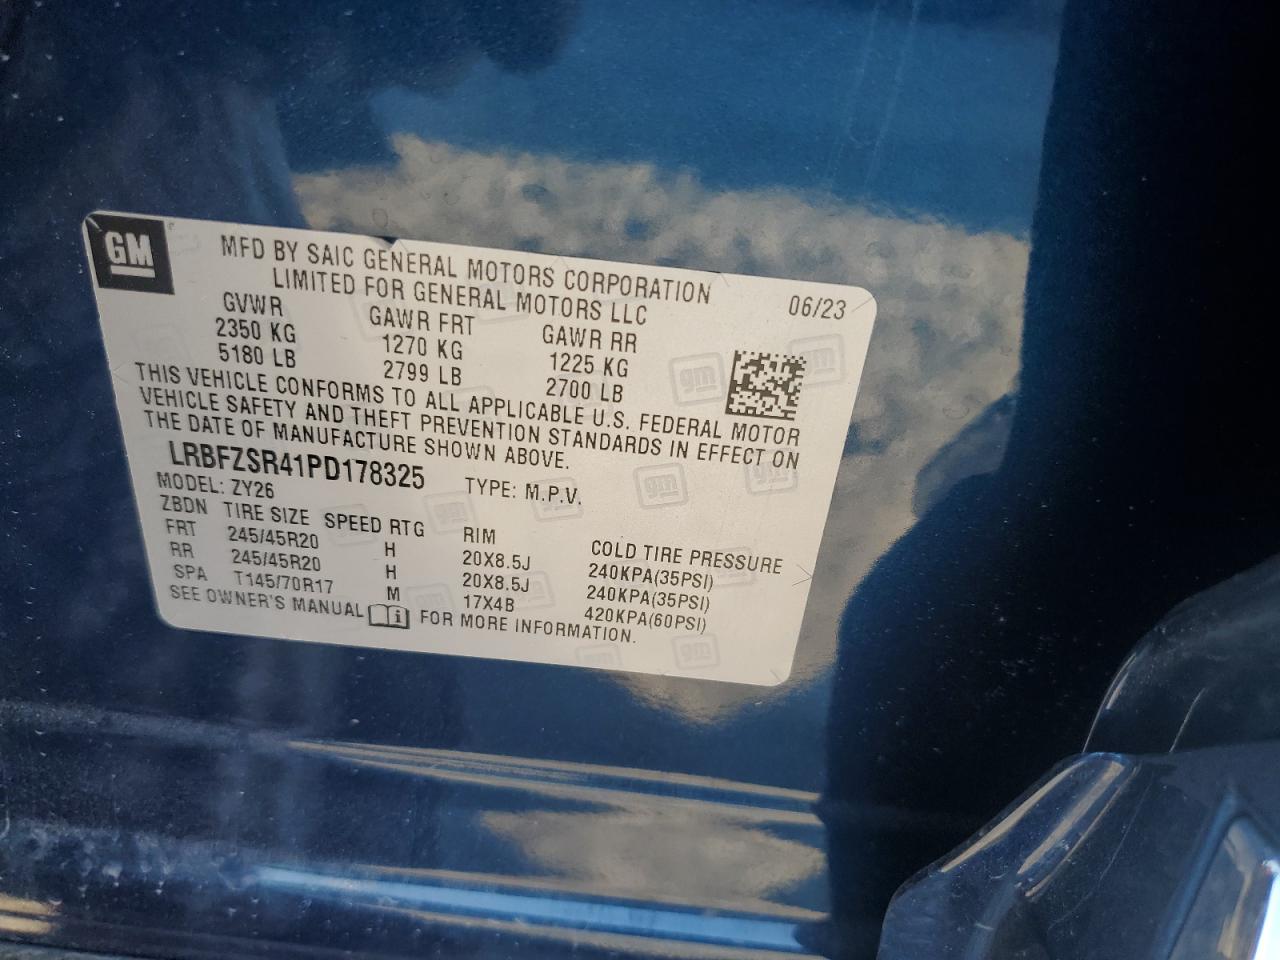 GM
MFD BY SAIC GENERAL MOTORS CORPORATION
LIMITED FOR GENERAL MOTORS LLC
06/23
GVWR GAWR FRT GAWR RR
2350 KG 1270 KG 1225 KG
5180 LB 2799 LB 2700 LB
THIS VEHICLE CONFORMS TO ALL APPLICABLE U.S. FEDERAL MOTOR
VEHICLE SAFETY AND THEFT PREVENTION STANDARDS IN EFFECT ON
THE DATE OF MANUFACTURE SHOWN ABOVE.
LRBFZSR41PD178325 TYPE: M.P.V.
MODEL: ZY26
ZBDN TIRE SIZE SPEED RTG RIM COLD TIRE PRESSURE
FRT 245/45R20 H 20X8.5J 240KPA(35PSI)
RR 245/45R20 H 20X8.5J 240KPA(35PSI)
SPA T145/70R17 M 17X4B 420KPA(60PSI)
SEE OWNER'S MANUAL i FOR MORE INFORMATION.